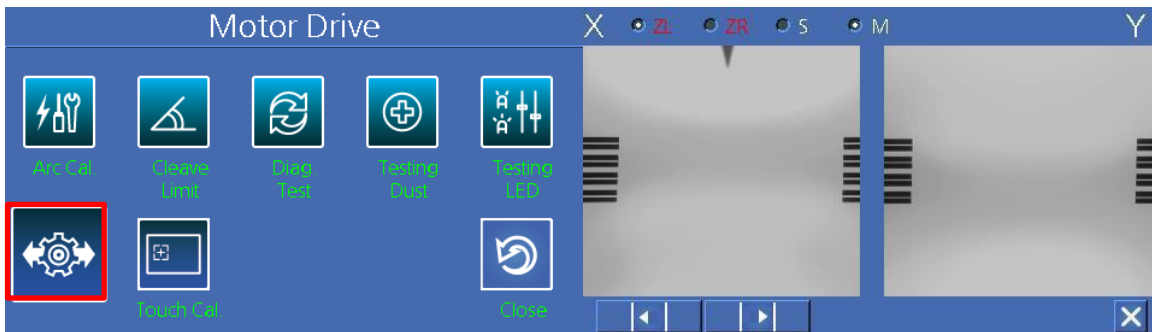 Motor Drive
X ZL ZR S M Y
Arc Cal.
Cleave
Limit
Diag.
Test
Testing
Dust
Testing
LED
Touch Cal.
Close